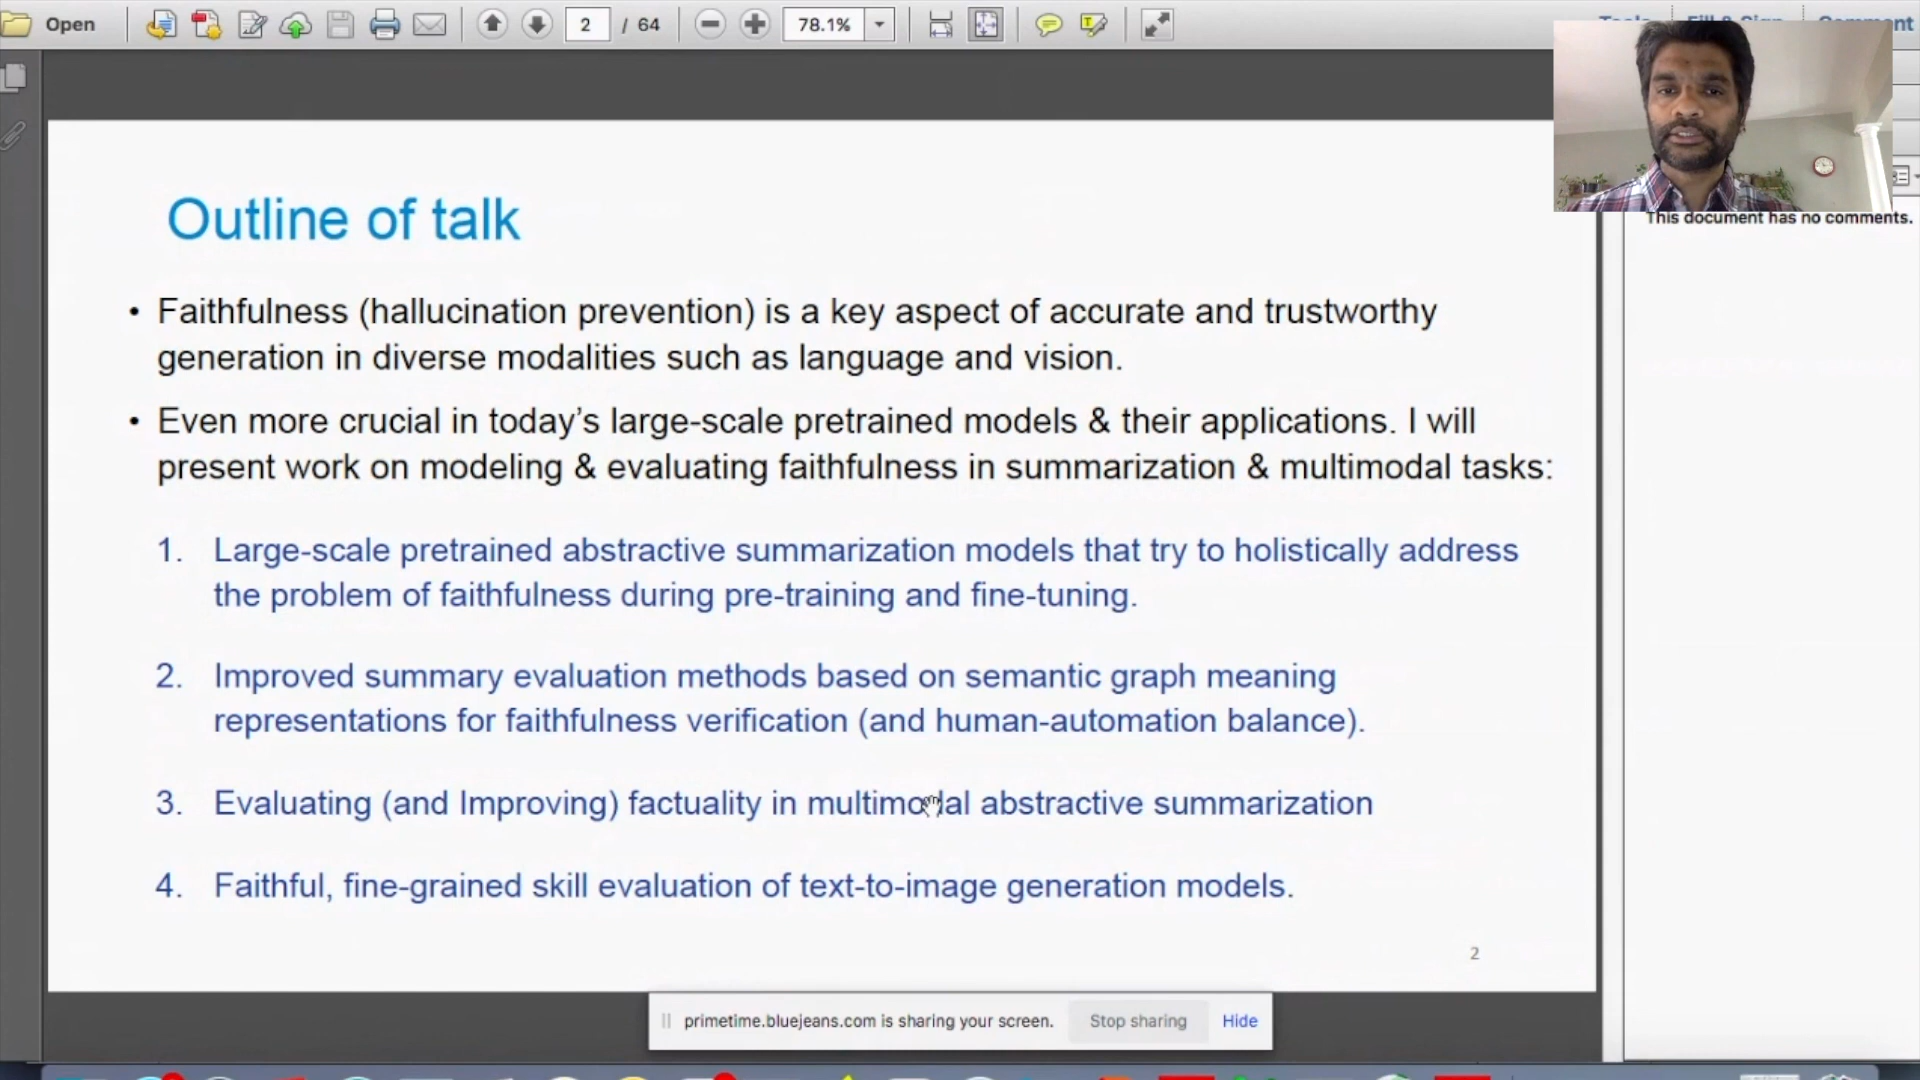 Open
2 / 64
78.1%
Tools Fill & Sign Comment
This document has no comments.
Outline of talk
• Faithfulness (hallucination prevention) is a key aspect of accurate and trustworthy
generation in diverse modalities such as language and vision.
• Even more crucial in today's large-scale pretrained models & their applications. I will
present work on modeling & evaluating faithfulness in summarization & multimodal tasks:
1. Large-scale pretrained abstractive summarization models that try to holistically address
the problem of faithfulness during pre-training and fine-tuning.
2. Improved summary evaluation methods based on semantic graph meaning
representations for faithfulness verification (and human-automation balance).
3. Evaluating (and Improving) factuality in multimodal abstractive summarization
4. Faithful, fine-grained skill evaluation of text-to-image generation models.
2
primetime.bluejeans.com is sharing your screen. Stop sharing Hide